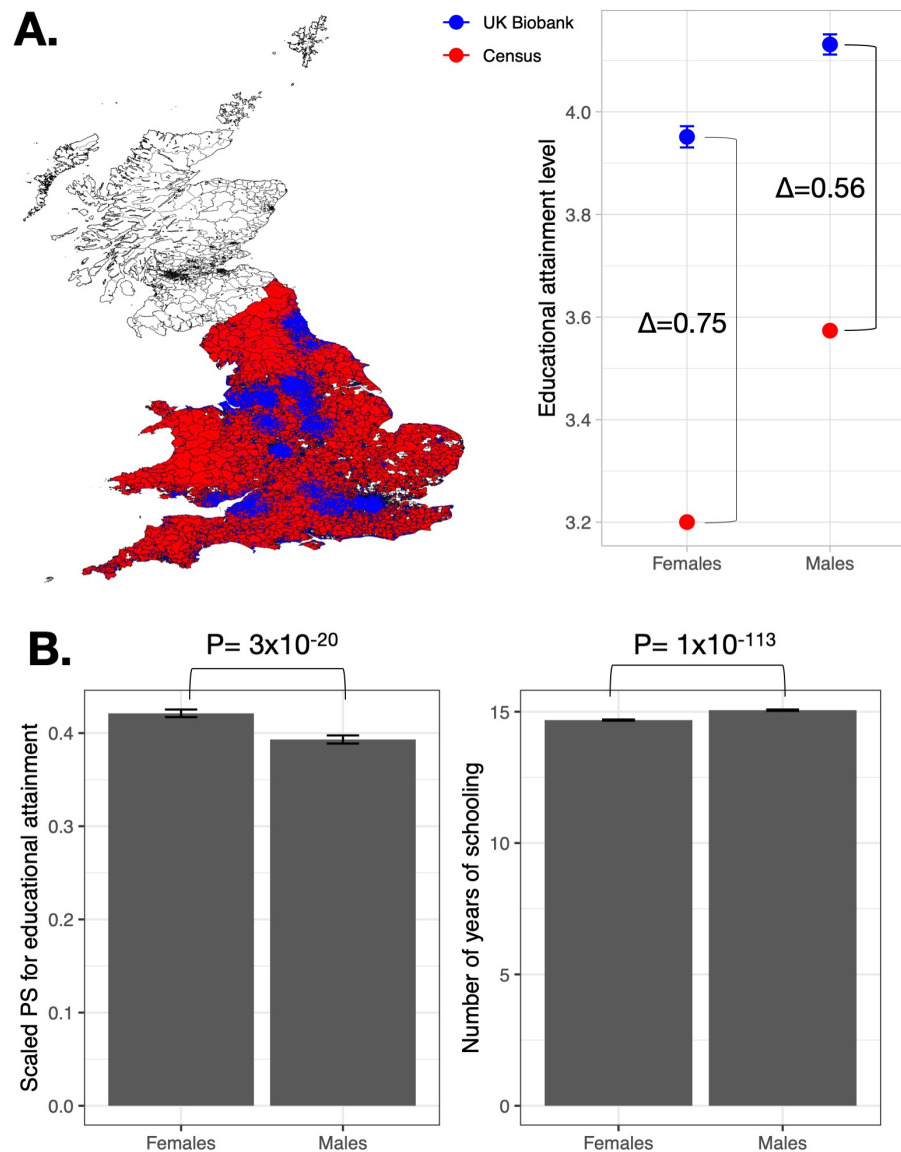 A.
UK Biobank
Census
Educational attainment level
4.0
3.8
3.6
3.4
3.2
Δ=0.75
Δ=0.56
Females
Males
B.
P= 3x10⁻²⁰
Scaled PS for educational attainment
0.4
0.3
0.2
0.1
0.0
Females
Males
P= 1x10⁻¹¹³
Number of years of schooling
15
10
5
0
Females
Males